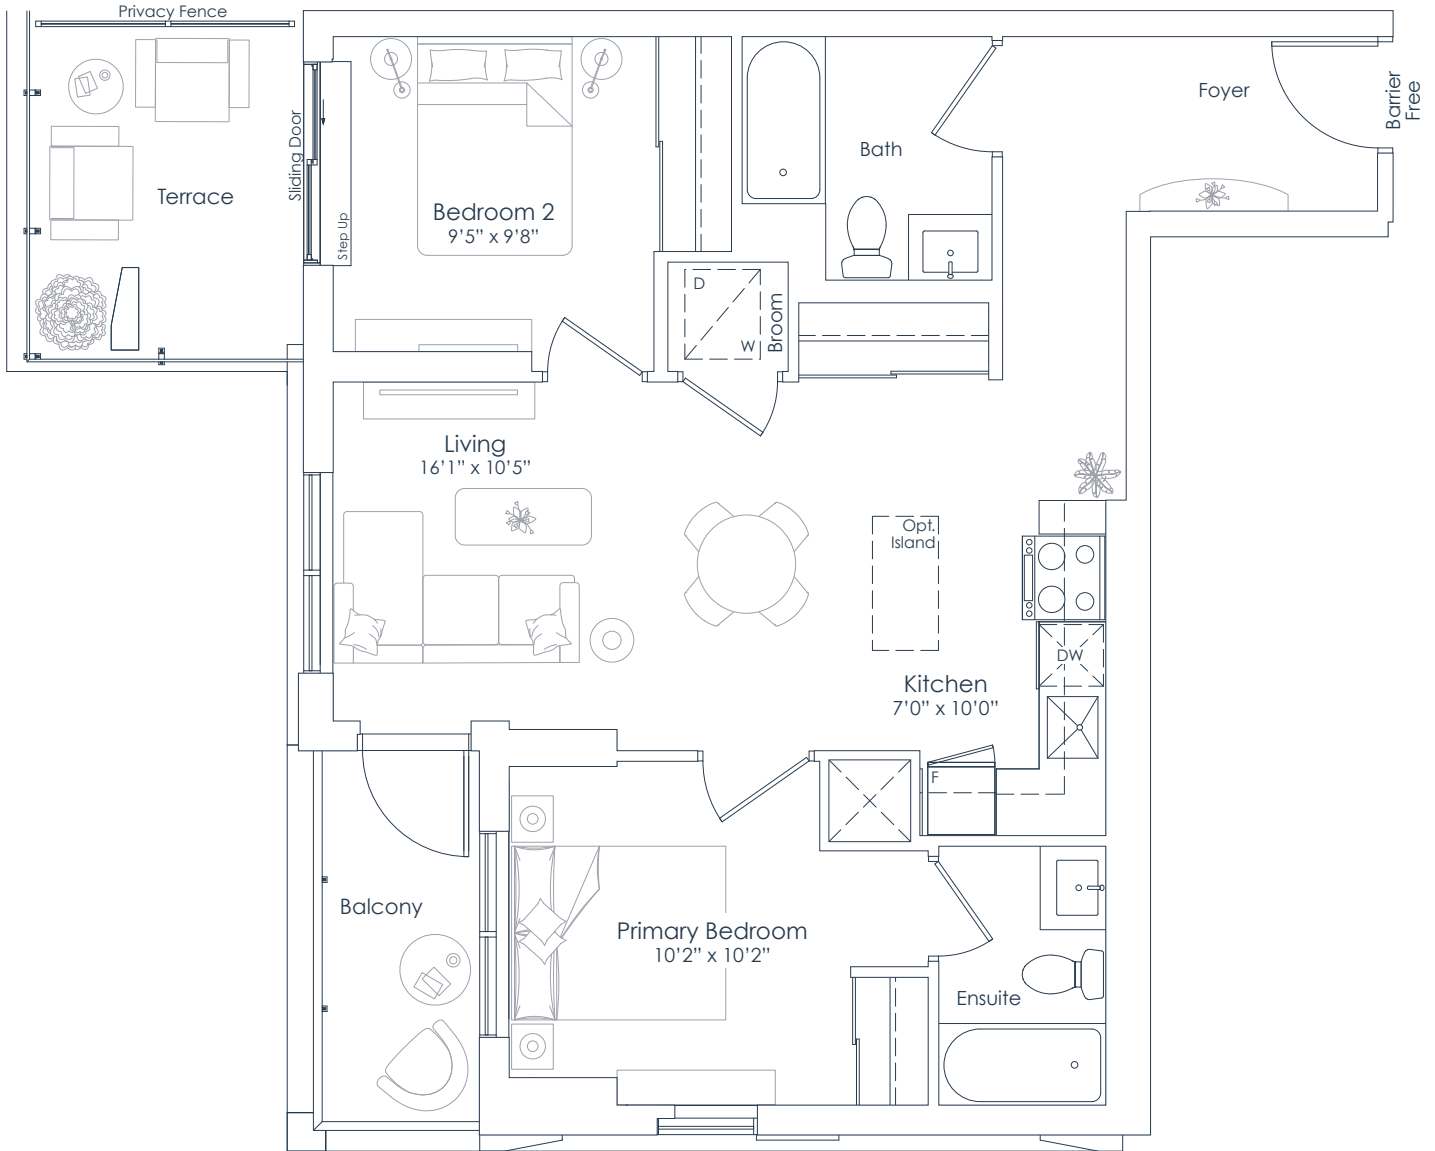 Privacy Fence
Terrace
Sliding Door
Step Up
Bedroom 2
9'5" x 9'8"
Bath
Foyer
Barrier
Free
D
W
Broom
Living
16'1" x 10'5"
Opt.
Island
DW
Kitchen
7'0" x 10'0"
F
Balcony
Primary Bedroom
10'2" x 10'2"
Ensuite